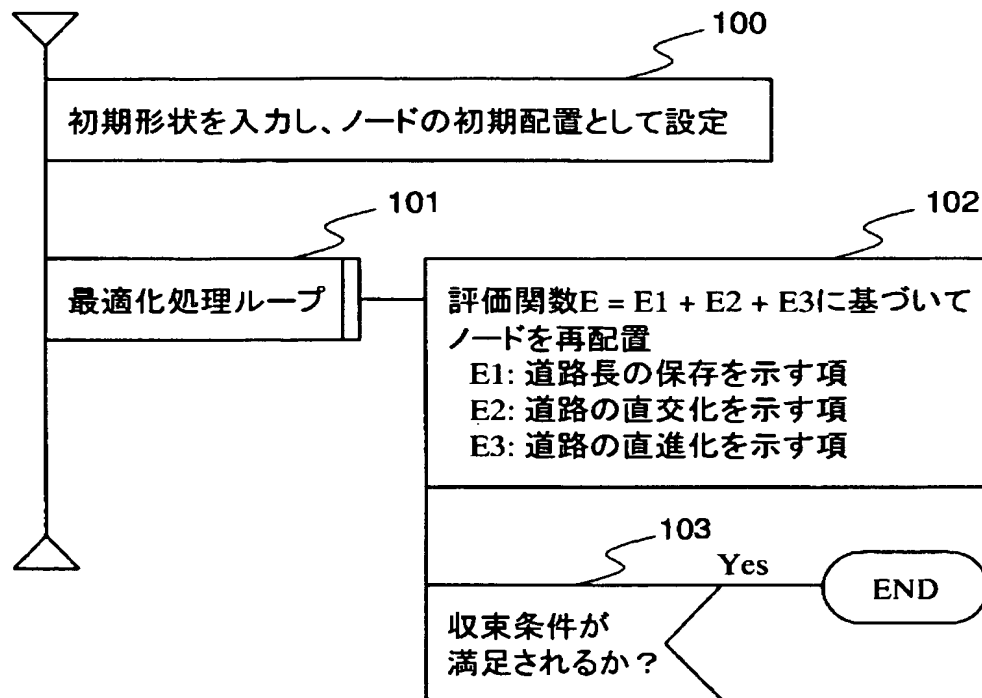 100
初期形状を入力し、ノードの初期配置として設定
101
最適化処理ループ
102
評価関数E = E1 + E2 + E3に基づいて
ノードを再配置
E1: 道路長の保存を示す項
E2: 道路の直交化を示す項
E3: 道路の直進化を示す項
103
Yes
END
収束条件が
満足されるか？